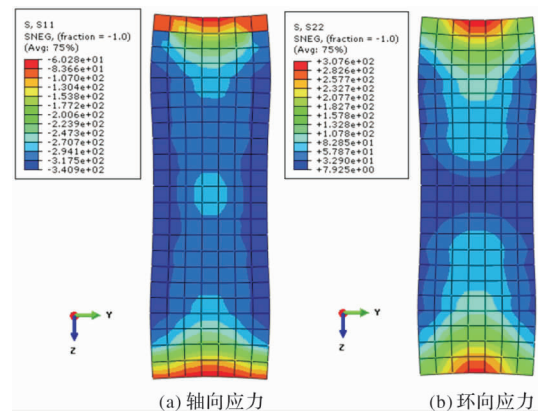 S, S11
SNEG, (fraction = -1.0)
(Avg: 75%)
-6.028e+01
-8.366e+01
-1.070e+02
-1.304e+02
-1.538e+02
-1.772e+02
-2.006e+02
-2.239e+02
-2.473e+02
-2.707e+02
-2.941e+02
-3.175e+02
-3.409e+02
Y
Z
(a) 轴向应力
S, S22
SNEG, (fraction = -1.0)
(Avg: 75%)
+3.076e+02
+2.826e+02
+2.577e+02
+2.327e+02
+2.077e+02
+1.827e+02
+1.578e+02
+1.328e+02
+1.078e+02
+8.285e+01
+5.787e+01
+3.290e+01
+7.925e+00
Y
Z
(b) 环向应力